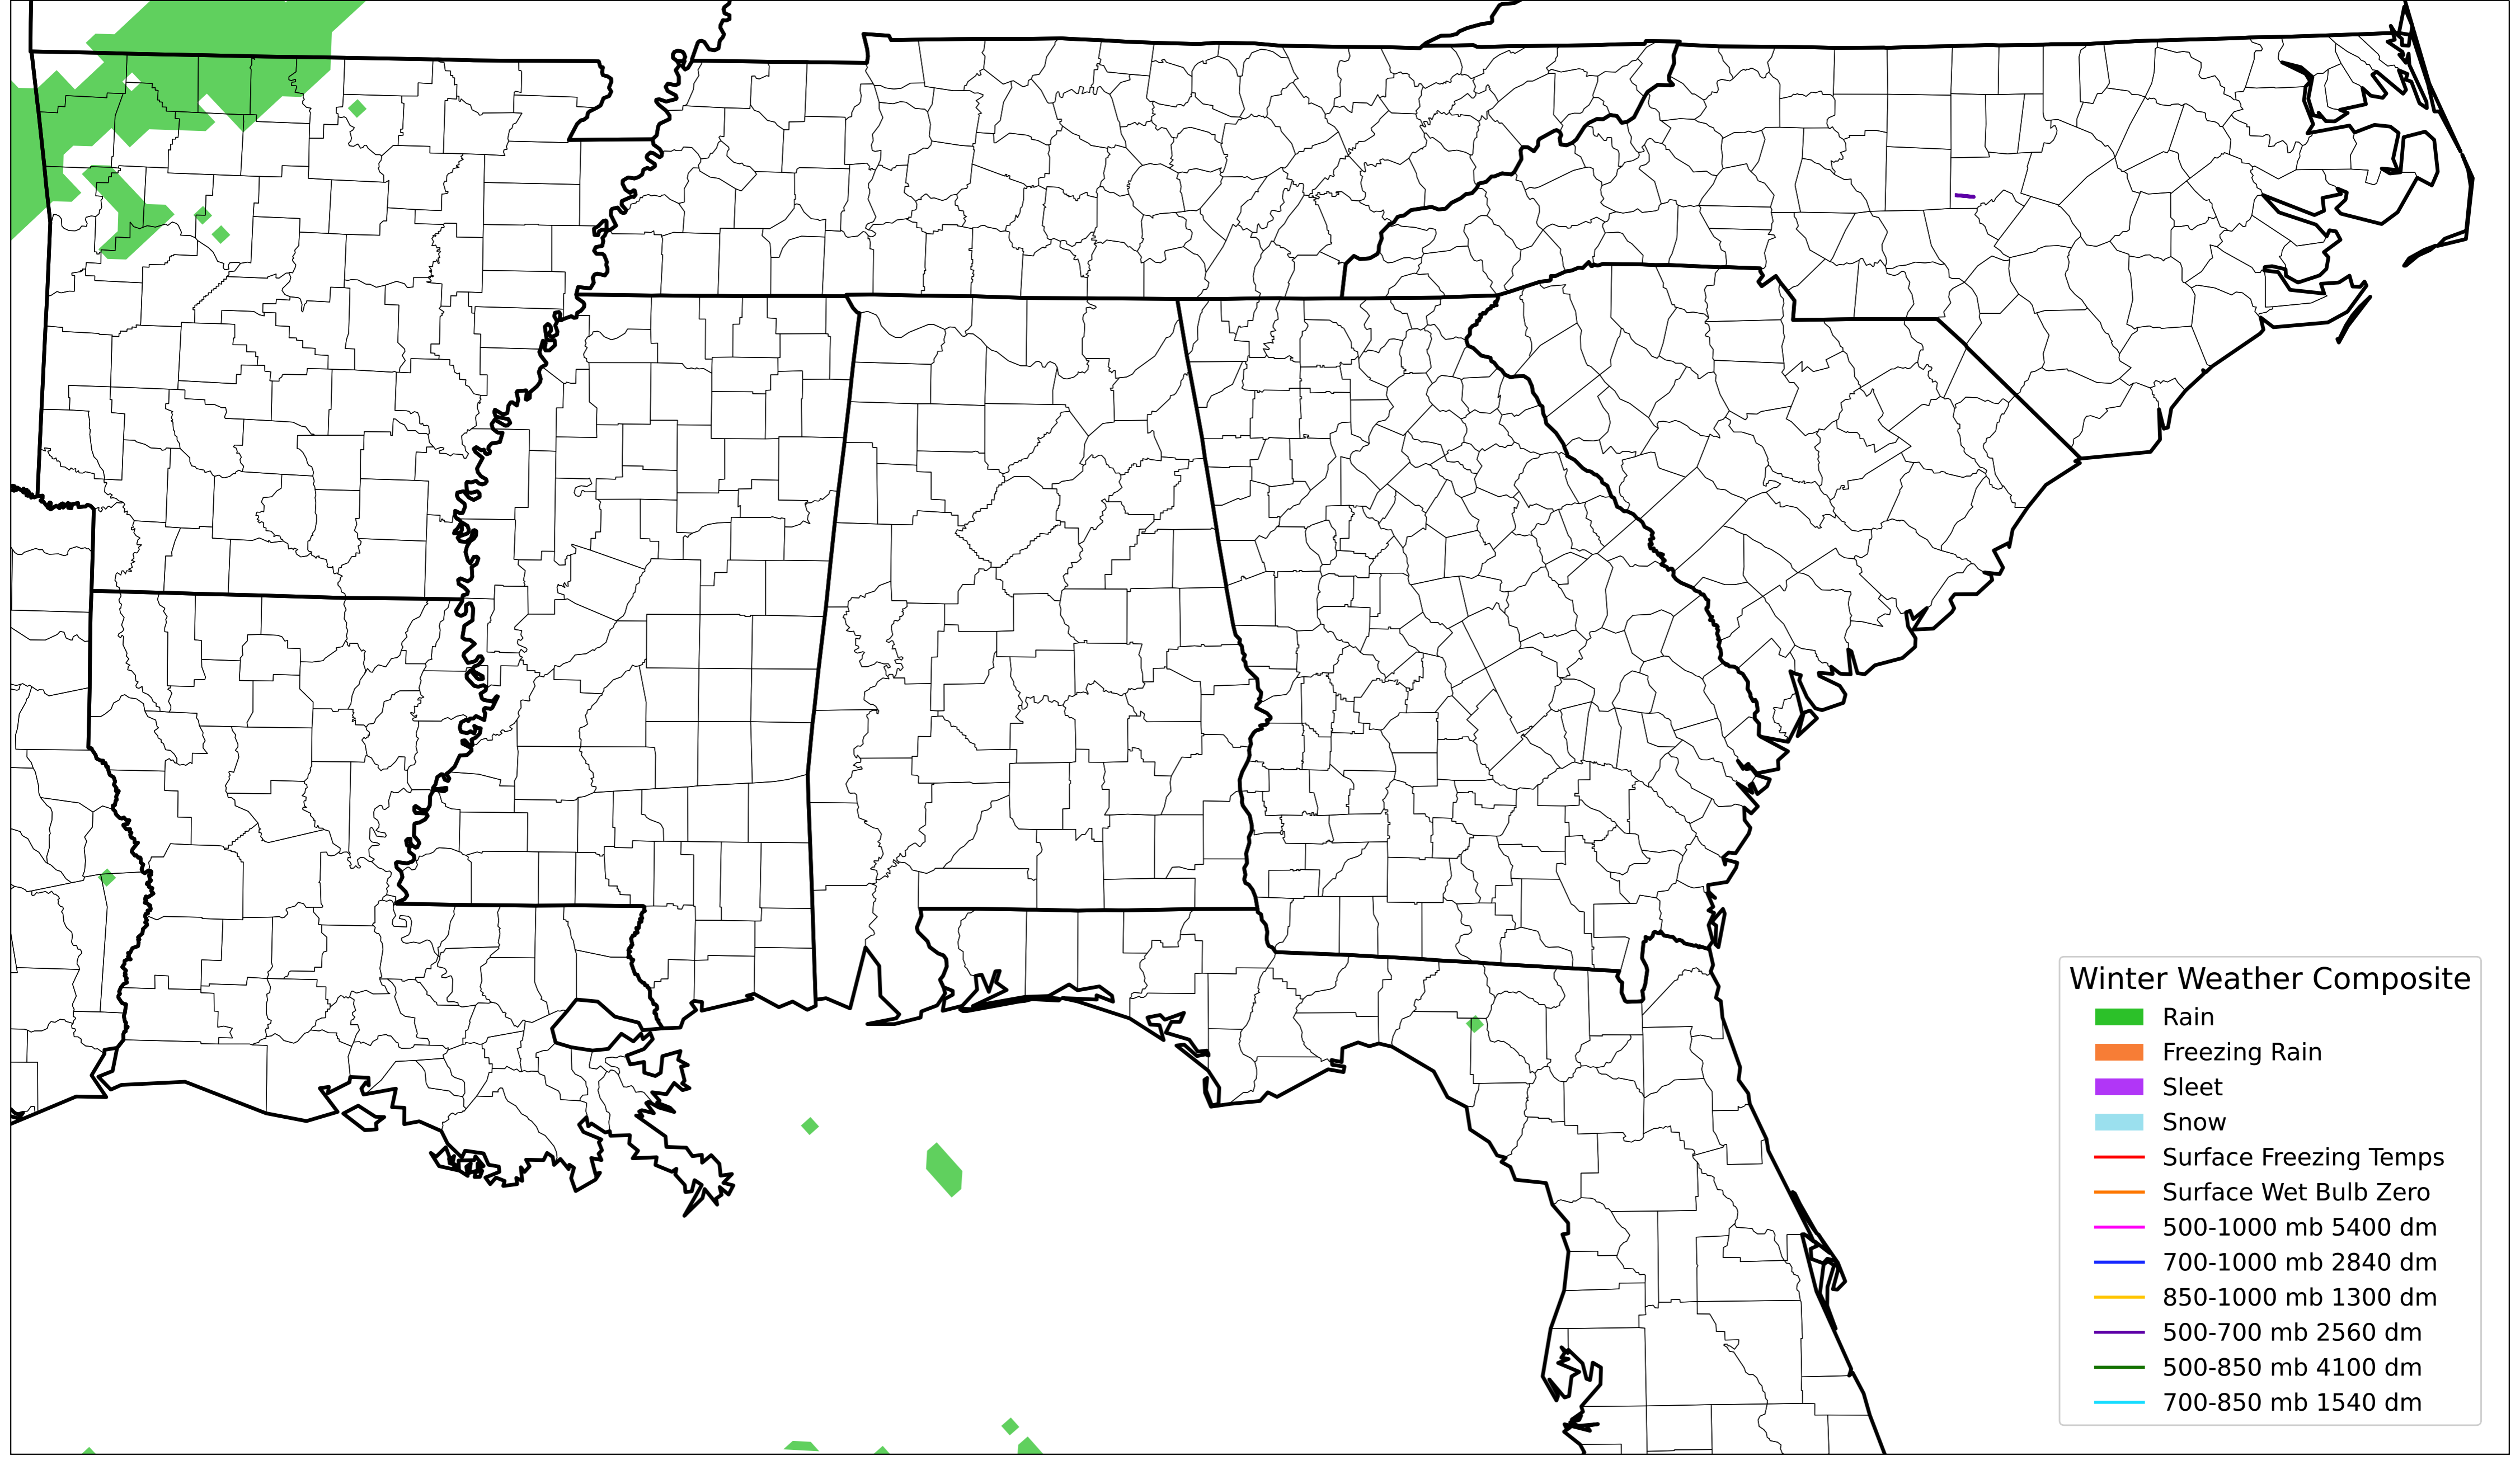 Winter Weather Composite
Rain
Freezing Rain
Sleet
Snow
Surface Freezing Temps
Surface Wet Bulb Zero
500-1000 mb 5400 dm
700-1000 mb 2840 dm
850-1000 mb 1300 dm
500-700 mb 2560 dm
500-850 mb 4100 dm
700-850 mb 1540 dm